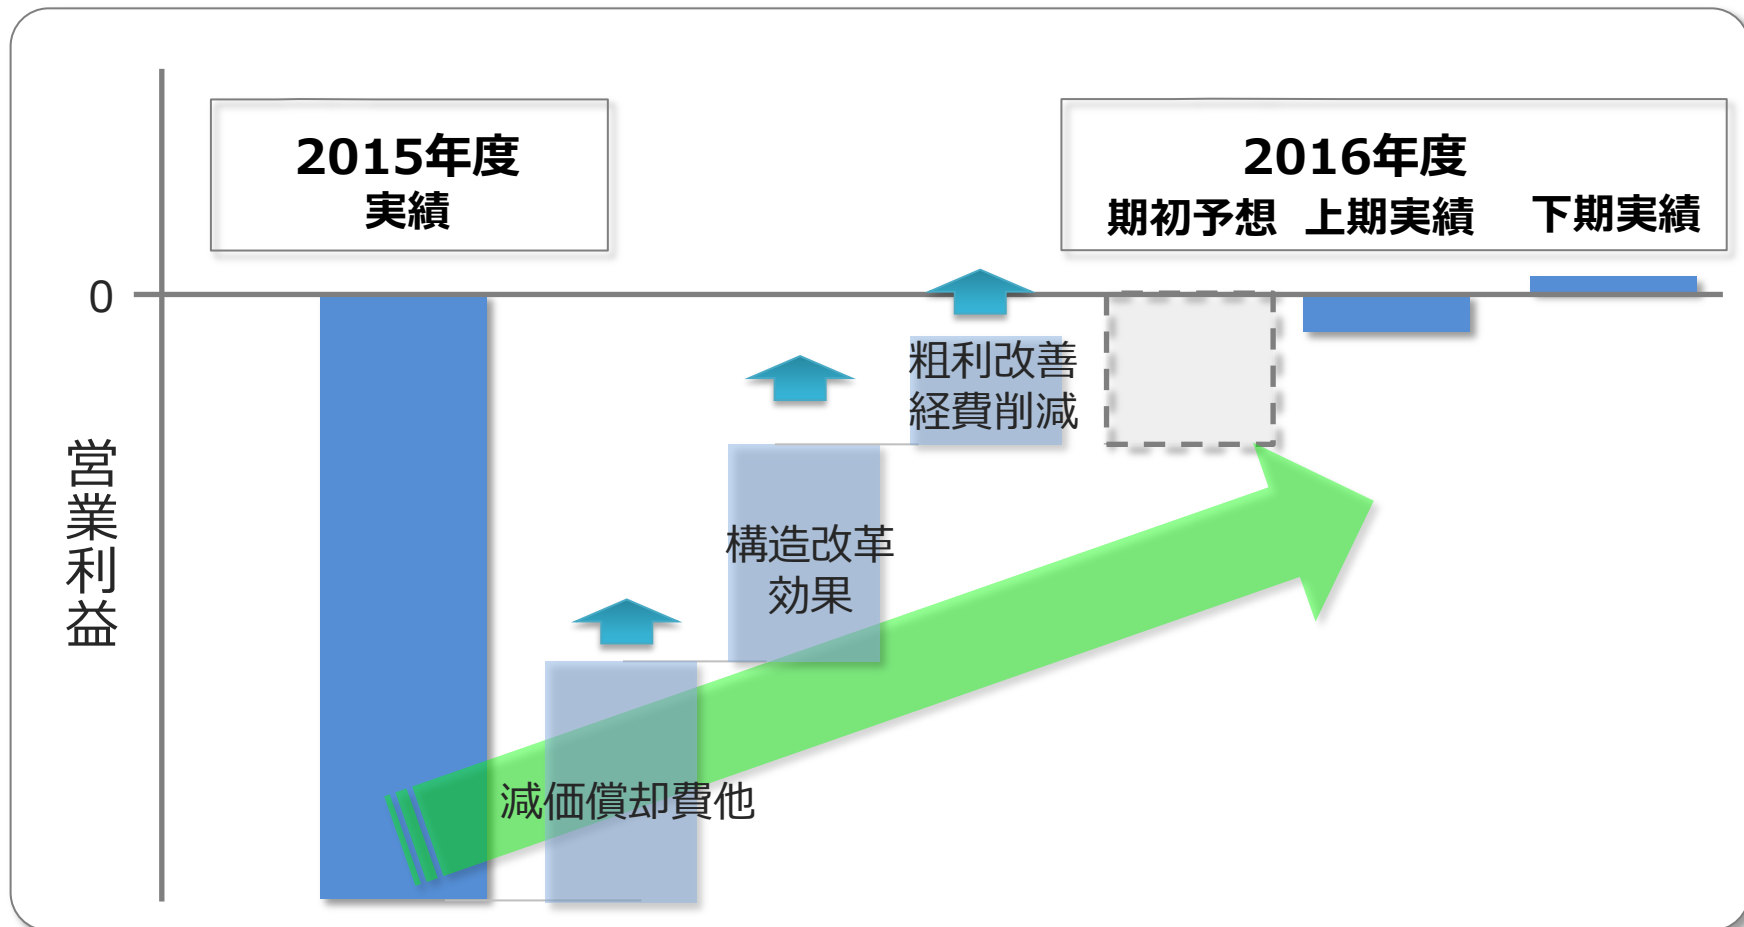 2015年度
実績
2016年度
期初予想 上期実績 下期実績
0
営業利益
粗利改善
経費削減
構造改革
効果
減価償却費他